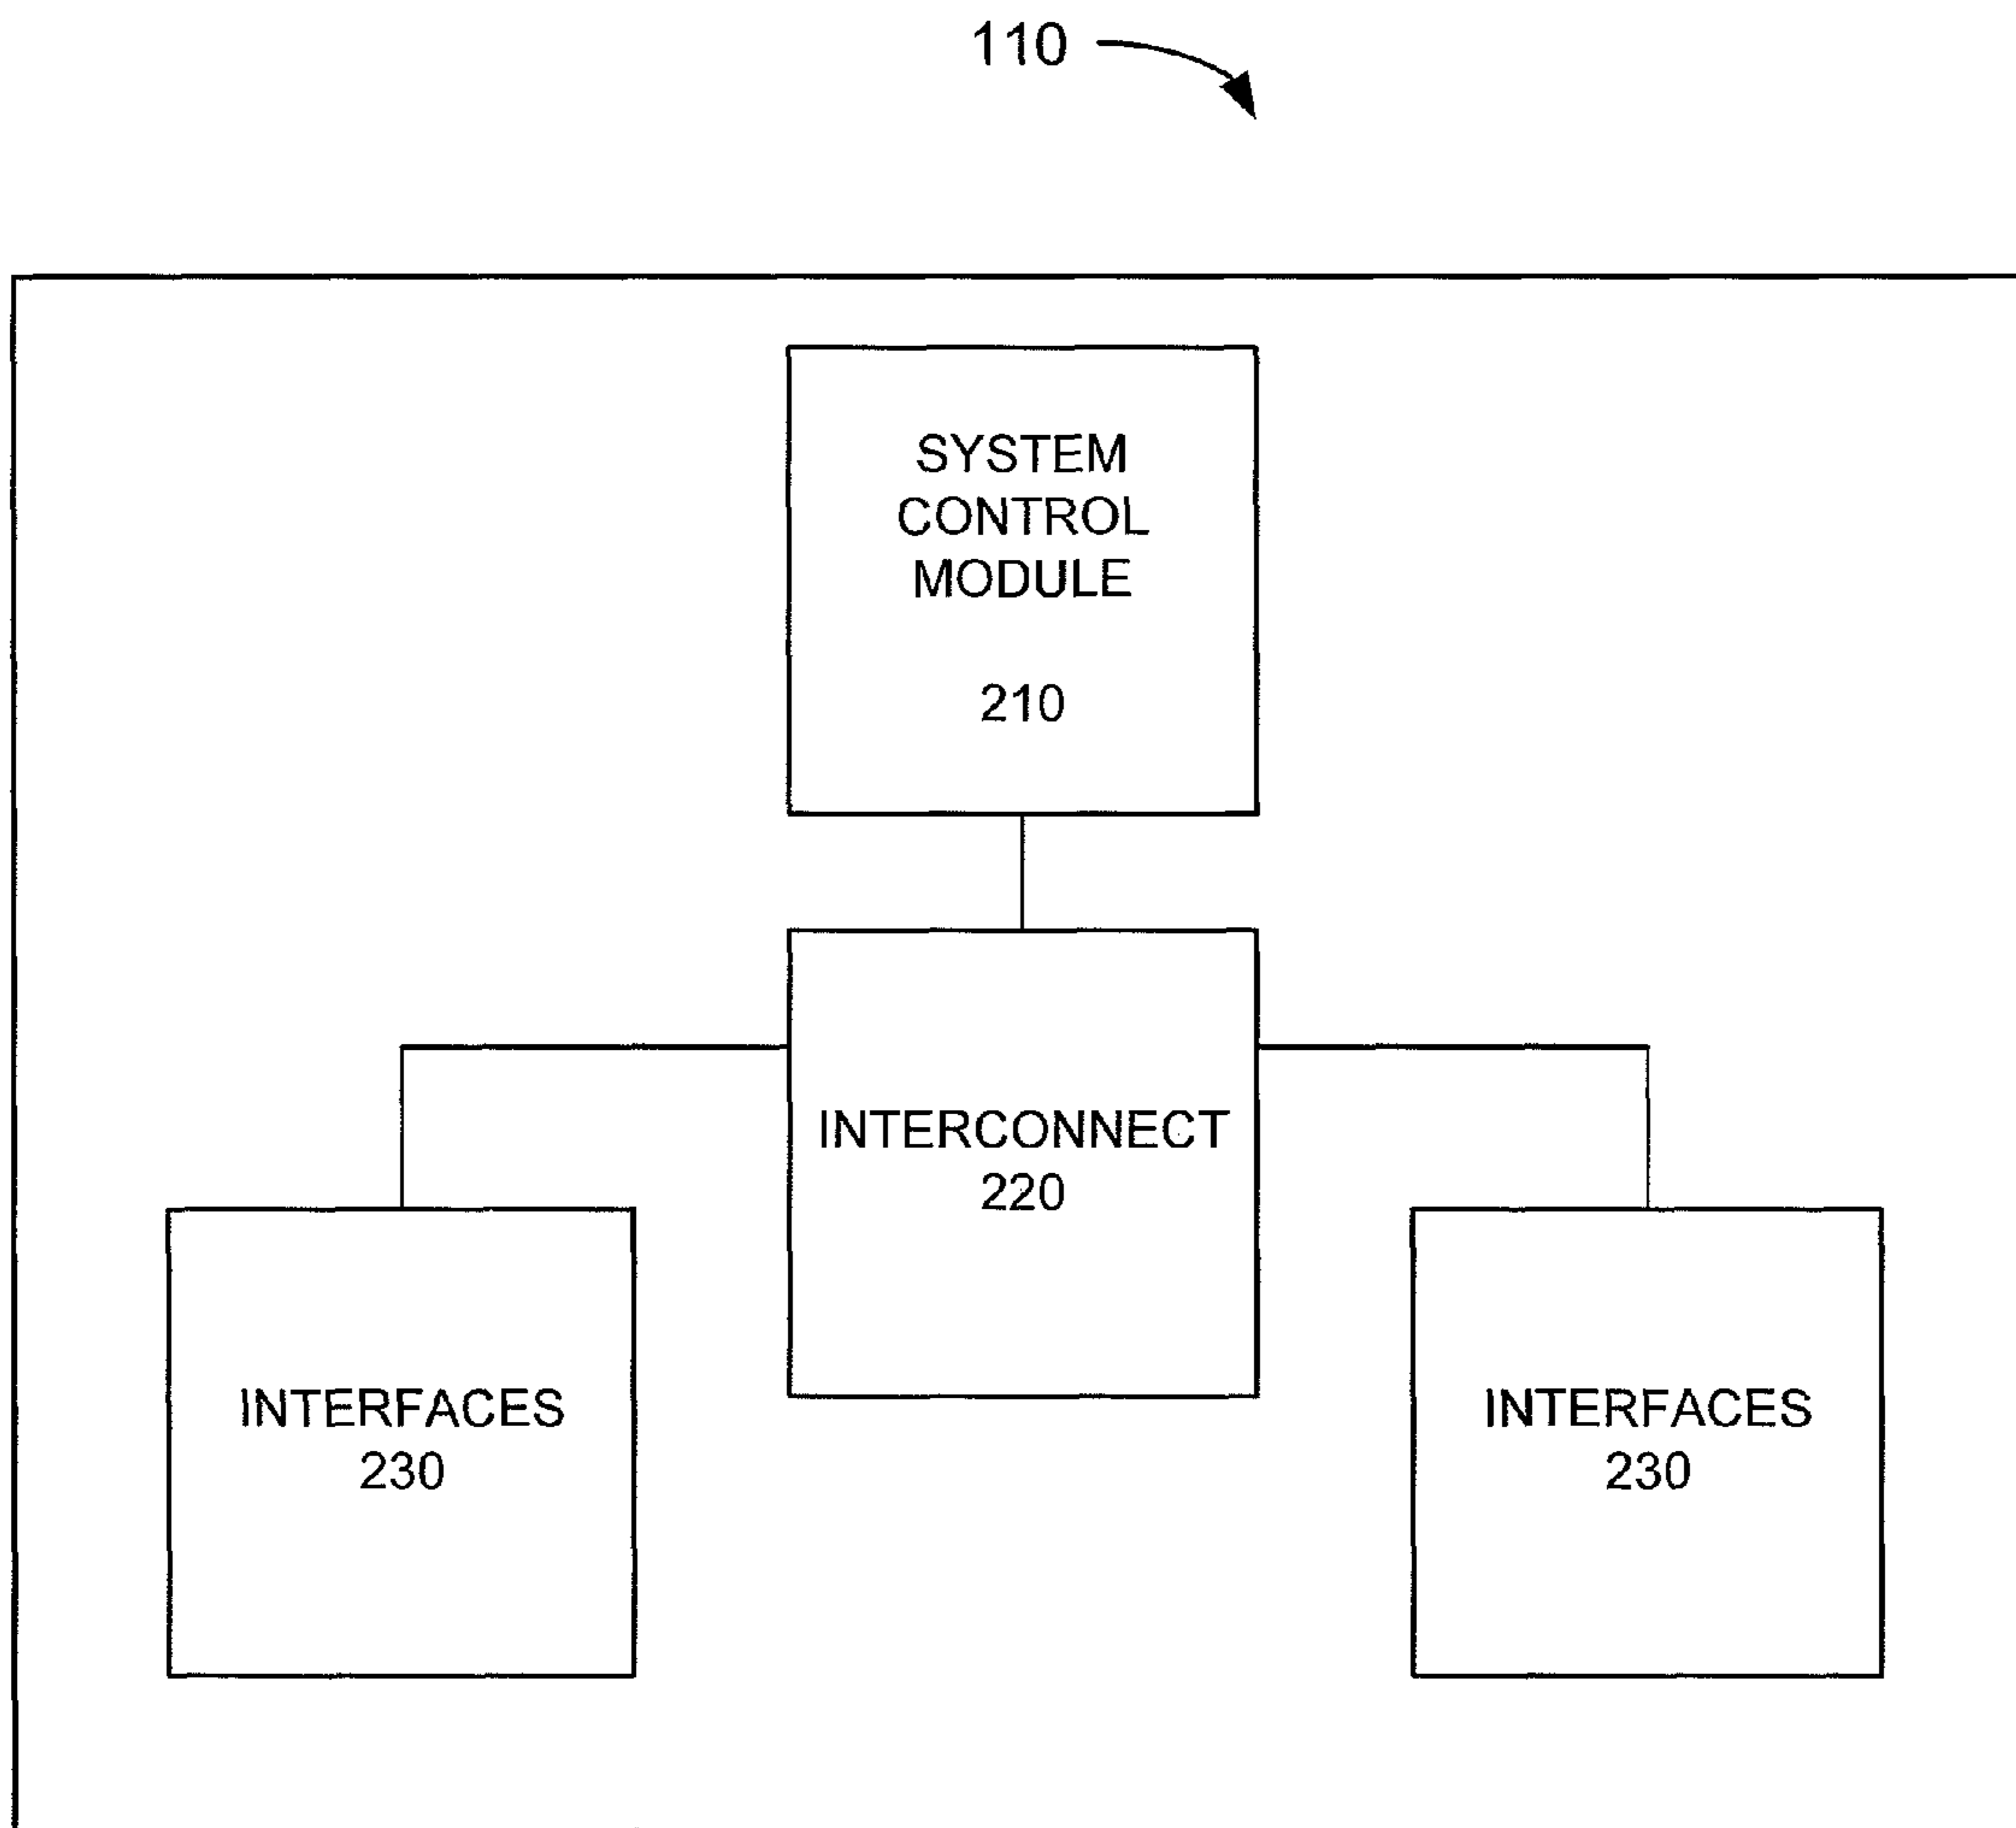 110
SYSTEM
CONTROL
MODULE
210
INTERCONNECT
220
INTERFACES
230
INTERFACES
230